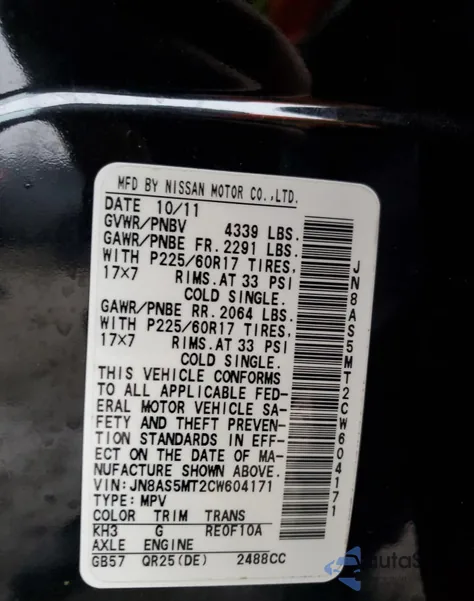 MFD BY NISSAN MOTOR CO.,LTD.
DATE 10/11
GVWR/PNBV 4339 LBS.
GAWR/PNBE FR. 2291 LBS.
WITH P225/60R17 TIRES,
17×7 RIMS.AT 33 PSI
COLD SINGLE.
GAWR/PNBE RR. 2064 LBS.
WITH P225/60R17 TIRES,
17×7 RIMS.AT 33 PSI
COLD SINGLE.
THIS VEHICLE CONFORMS
TO ALL APPLICABLE FED-
ERAL MOTOR VEHICLE SA-
FETY AND THEFT PREVEN-
TION STANDARDS IN EFF-
ECT ON THE DATE OF MA-
NUFACTURE SHOWN ABOVE.
VIN:JN8AS5MT2CW604171
TYPE: MPV
COLOR TRIM TRANS
KH3 G RE0F10A
AXLE ENGINE
GB57 QR25(DE) 2488CC
JN8AS5MT2CW604171